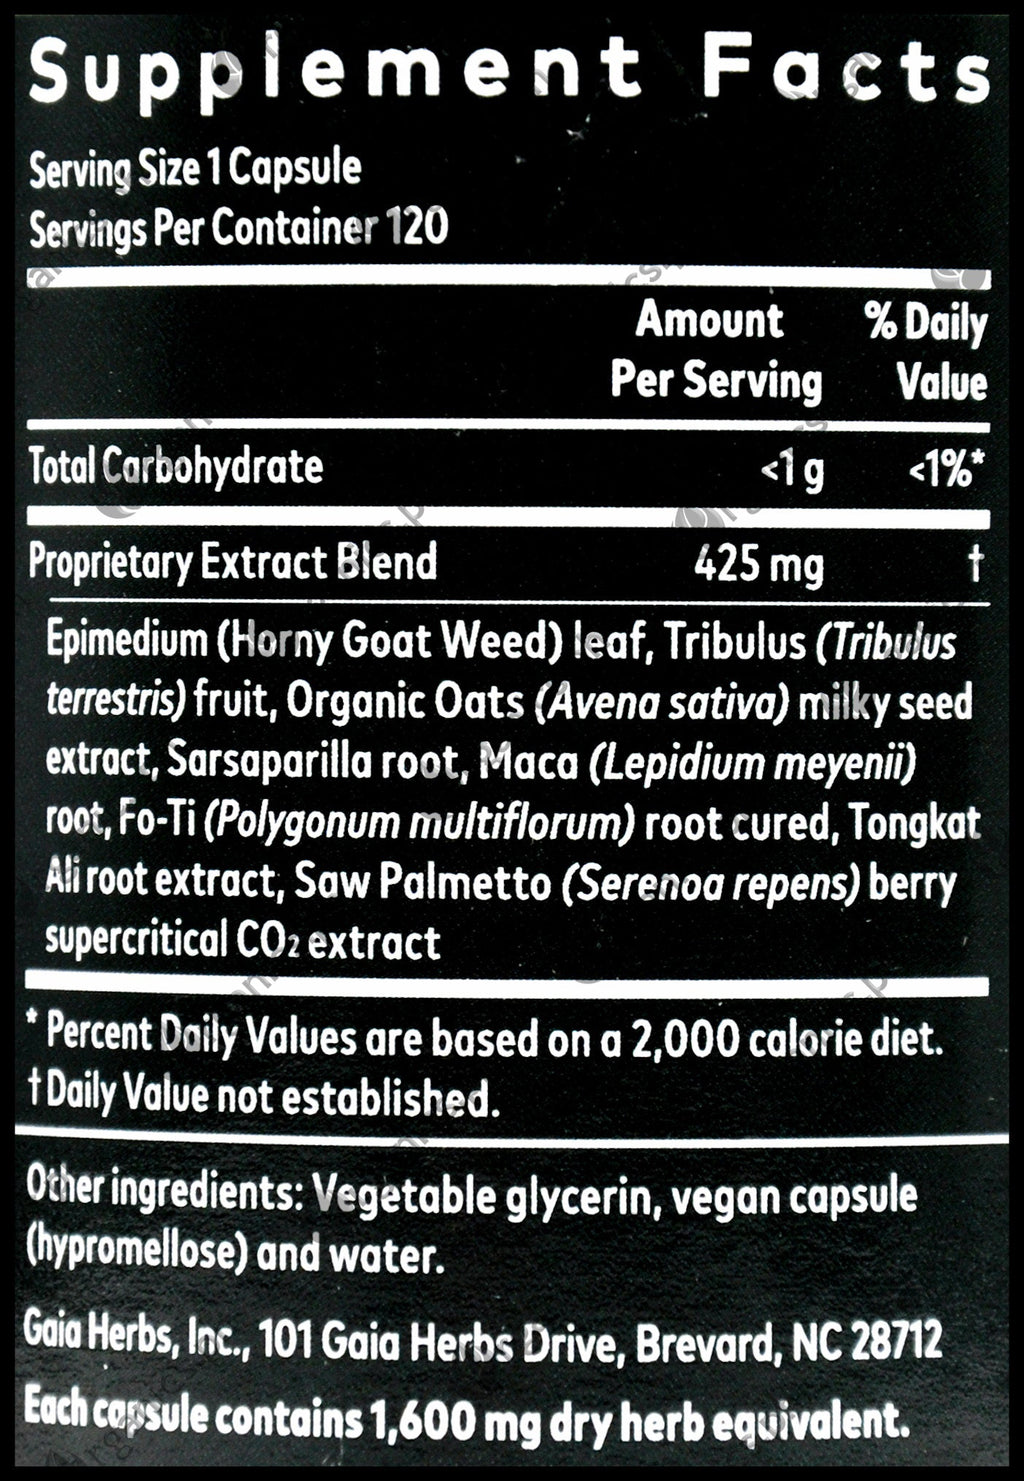 Supplement Facts
Serving Size 1 Capsule
Servings Per Container 120
Amount % Daily
Per Serving Value
Total Carbohydrate <1 g <1%*
Proprietary Extract Blend 425 mg †
Epimedium (Horny Goat Weed) leaf, Tribulus (Tribulus
terrestris) fruit, Organic Oats (Avena sativa) milky seed
extract, Sarsaparilla root, Maca (Lepidium meyenii)
root, Fo-Ti (Polygonum multiflorum) root cured, Tongkat
Ali root extract, Saw Palmetto (Serenoa repens) berry
supercritical CO₂ extract
* Percent Daily Values are based on a 2,000 calorie diet.
† Daily Value not established.
Other ingredients: Vegetable glycerin, vegan capsule
(hypromellose) and water.
Gaia Herbs, Inc., 101 Gaia Herbs Drive, Brevard, NC 28712
Each capsule contains 1,600 mg dry herb equivalent.